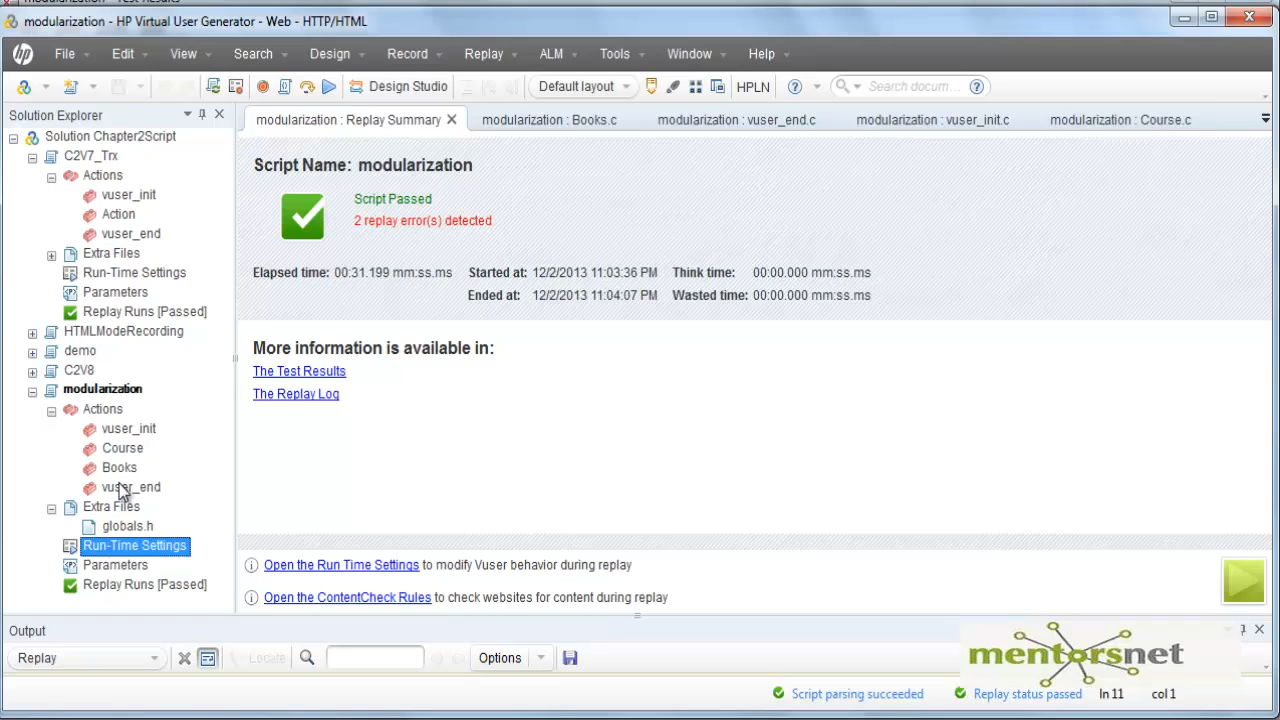 modularization - HP Virtual User Generator - Web - HTTP/HTML
hp File Edit View Search Design Record Replay ALM Tools Window Help
Design Studio Default layout HPLN Search docum...
Solution Explorer
modularization : Replay Summary modularization : Books.c modularization : vuser_end.c modularization : vuser_init.c modularization : Course.c
Solution Chapter2Script
C2V7_Trx
Actions
vuser_init
Action
vuser_end
Extra Files
Run-Time Settings
Parameters
Replay Runs [Passed]
HTMLModeRecording
demo
C2V8
modularization
Actions
vuser_init
Course
Books
vuser_end
Extra Files
globals.h
Run-Time Settings
Parameters
Replay Runs [Passed]
Script Name: modularization
Script Passed
2 replay error(s) detected
Elapsed time: 00:31.199 mm:ss.ms Started at: 12/2/2013 11:03:36 PM Think time: 00:00.000 mm:ss.ms
Ended at: 12/2/2013 11:04:07 PM Wasted time: 00:00.000 mm:ss.ms
More information is available in:
The Test Results
The Replay Log
Open the Run Time Settings to modify Vuser behavior during replay
Open the ContentCheck Rules to check websites for content during replay
Output
Replay Locate Options
mentorsnet
Script parsing succeeded Replay status passed ln 11 col 1